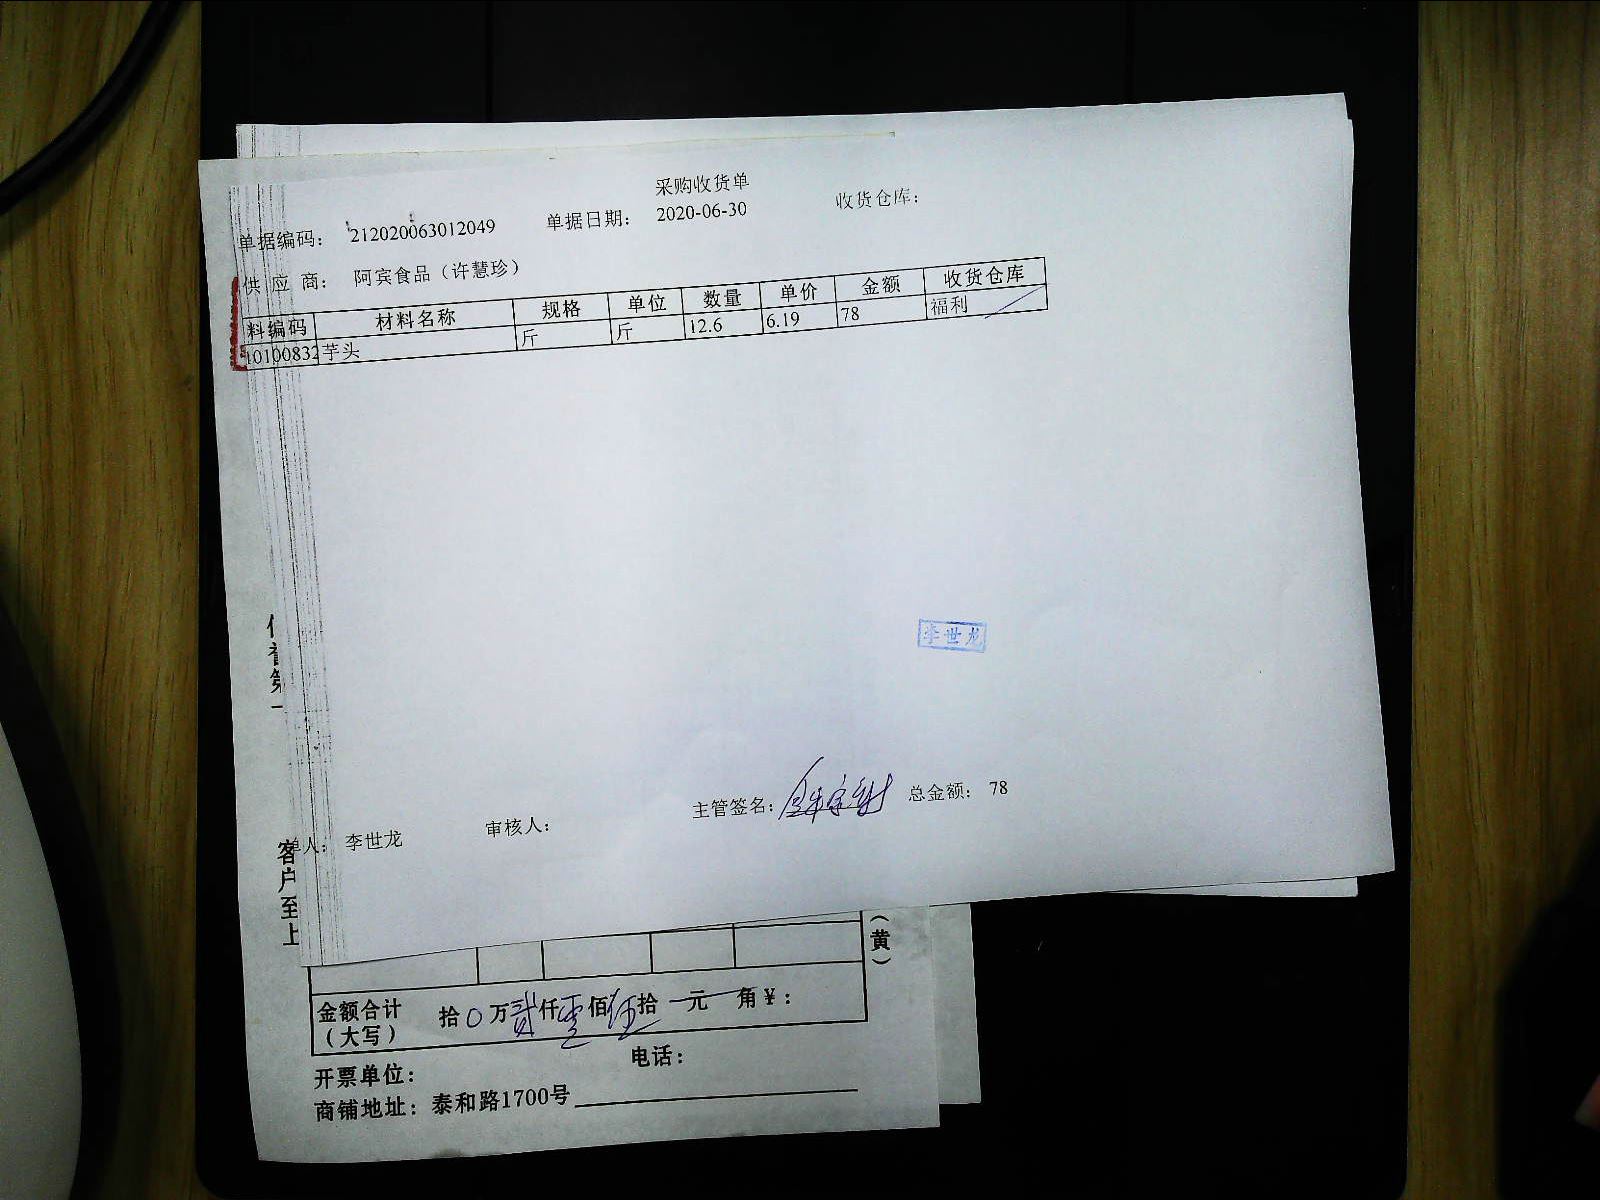 采购收货单
单据编码： 212020063012049 单据日期： 2020-06-30 收货仓库：
供 应 商： 阿宾食品（许慧珍）
料编码 材料名称 规格 单位 数量 单价 金额 收货仓库
10100832 芋头 斤 斤 12.6 6.19 78 福利
李世龙
主管签名： 总金额： 78
单人： 李世龙 审核人：
客户至上
（黄）
金额合计（大写） 拾0万贰仟壹佰伍拾 元 角￥：
开票单位： 电话：
商铺地址：泰和路1700号